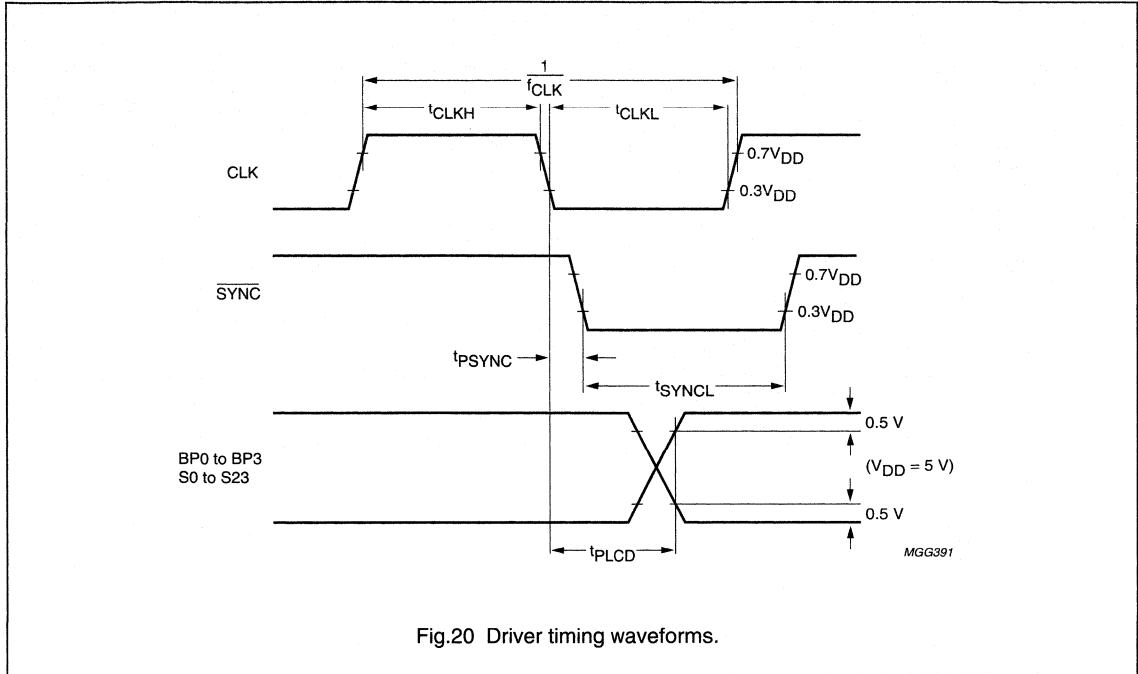 1
fCLK
tCLKH
tCLKL
CLK
0.7VDD
0.3VDD
SYNC
0.7VDD
0.3VDD
tPSYNC
tSYNCL
BP0 to BP3
S0 to S23
0.5 V
(VDD = 5 V)
0.5 V
tPLCD
MGG391
Fig.20 Driver timing waveforms.